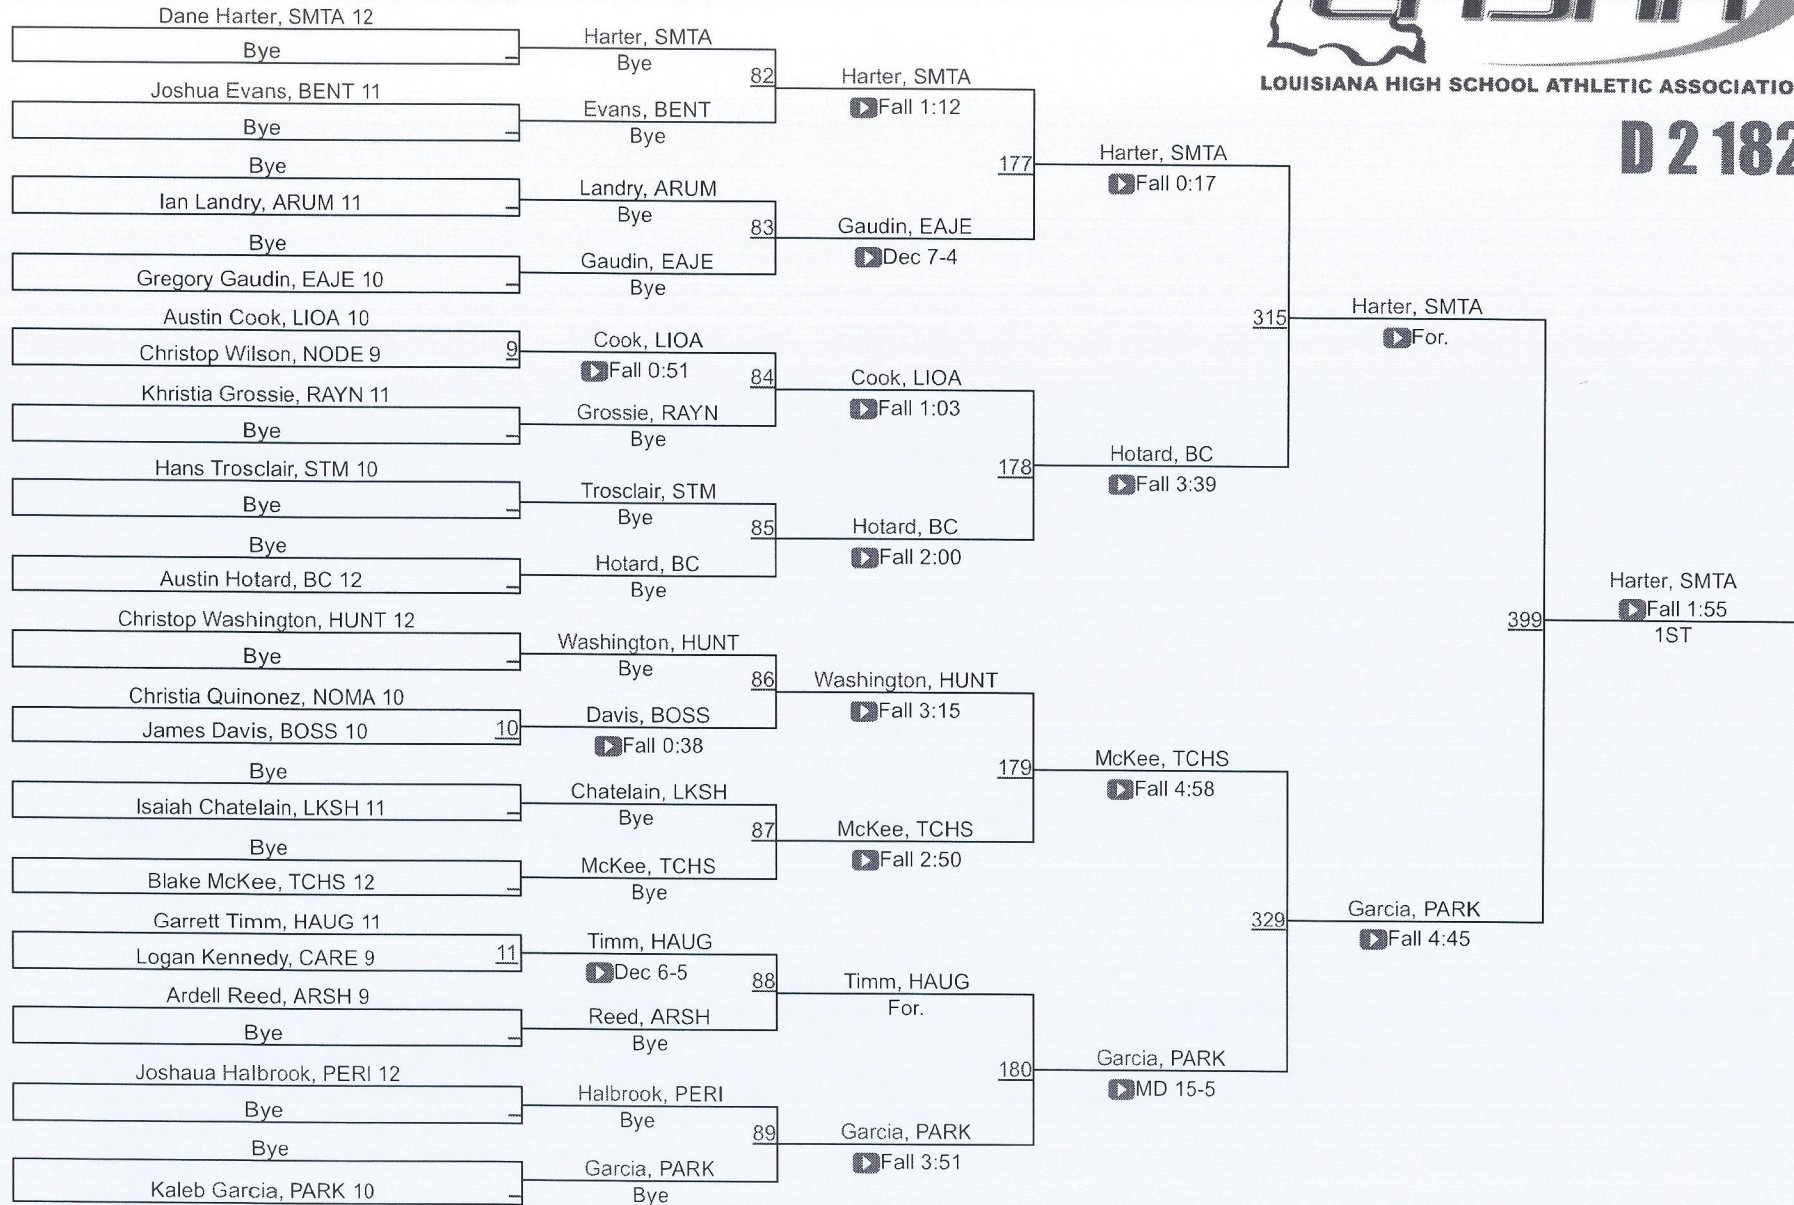 LHSAA
LOUISIANA HIGH SCHOOL ATHLETIC ASSOCIATIO
D 2 182
Dane Harter, SMTA 12
Bye
Joshua Evans, BENT 11
Bye
Bye
Ian Landry, ARUM 11
Bye
Gregory Gaudin, EAJE 10
Austin Cook, LIOA 10
Christop Wilson, NODE 9
9
Khristia Grossie, RAYN 11
Bye
Hans Trosclair, STM 10
Bye
Bye
Austin Hotard, BC 12
Christop Washington, HUNT 12
Bye
Christia Quinonez, NOMA 10
James Davis, BOSS 10
10
Bye
Isaiah Chatelain, LKSH 11
Bye
Blake McKee, TCHS 12
Garrett Timm, HAUG 11
Logan Kennedy, CARE 9
11
Ardell Reed, ARSH 9
Bye
Joshaua Halbrook, PERI 12
Bye
Bye
Kaleb Garcia, PARK 10
Harter, SMTA
Bye
82
Evans, BENT
Bye
Landry, ARUM
Bye
83
Gaudin, EAJE
Bye
Cook, LIOA
Fall 0:51
84
Grossie, RAYN
Bye
Trosclair, STM
Bye
85
Hotard, BC
Bye
Washington, HUNT
Bye
86
Davis, BOSS
Fall 0:38
Chatelain, LKSH
Bye
87
McKee, TCHS
Bye
Timm, HAUG
Dec 6-5
88
Reed, ARSH
Bye
Halbrook, PERI
Bye
89
Garcia, PARK
Bye
Harter, SMTA
Fall 1:12
177
Gaudin, EAJE
Dec 7-4
Cook, LIOA
Fall 1:03
178
Hotard, BC
Fall 2:00
Washington, HUNT
Fall 3:15
179
McKee, TCHS
Fall 2:50
Timm, HAUG
For.
180
Garcia, PARK
Fall 3:51
Harter, SMTA
Fall 0:17
315
Hotard, BC
Fall 3:39
McKee, TCHS
Fall 4:58
329
Garcia, PARK
MD 15-5
Harter, SMTA
For.
399
Garcia, PARK
Fall 4:45
Harter, SMTA
Fall 1:55
1ST